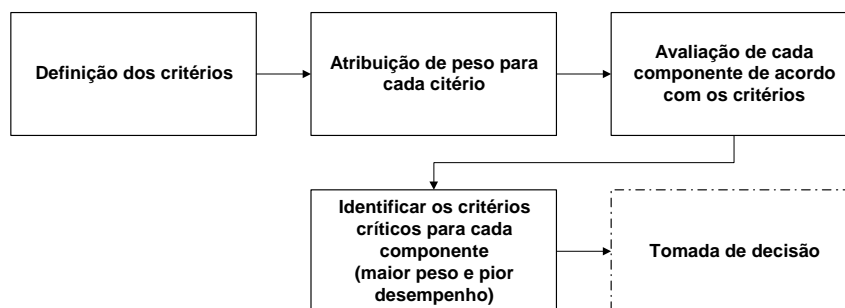 Definição dos critérios
Atribuição de peso para
cada citério
Avaliação de cada
componente de acordo
com os critérios
Identificar os critérios
críticos para cada
componente
(maior peso e pior
desempenho)
Tomada de decisão